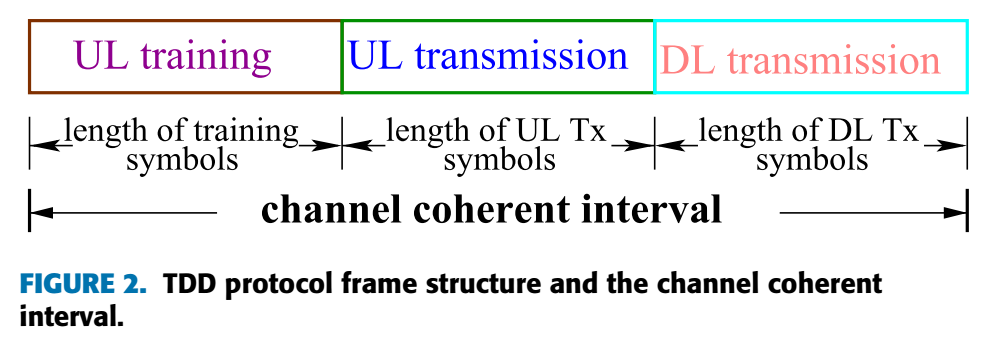 UL training UL transmission DL transmission
length of training symbols
length of UL Tx symbols
length of DL Tx symbols
channel coherent interval
FIGURE 2. TDD protocol frame structure and the channel coherent
interval.